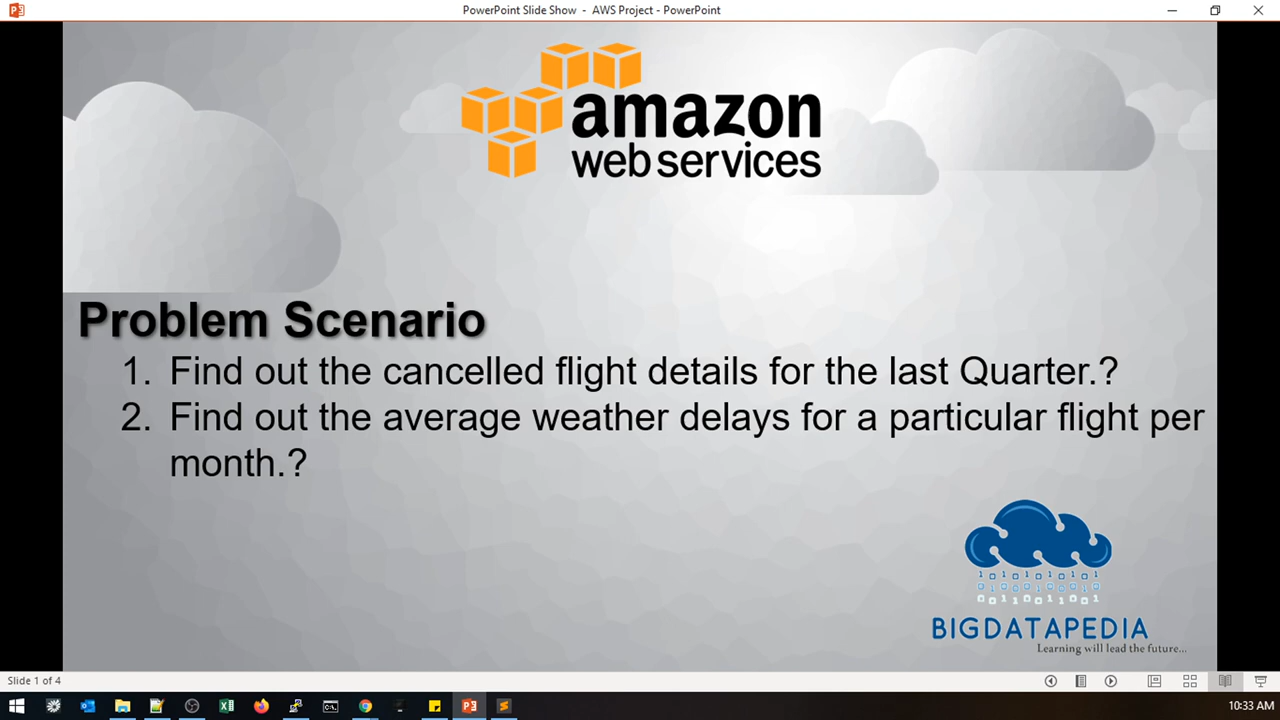 PowerPoint Slide Show - AWS Project - PowerPoint
amazon
web services
Problem Scenario
1. Find out the cancelled flight details for the last Quarter.?
2. Find out the average weather delays for a particular flight per
month.?
BIGDATAPEDIA
Learning will lead the future...
Slide 1 of 4
10:33 AM